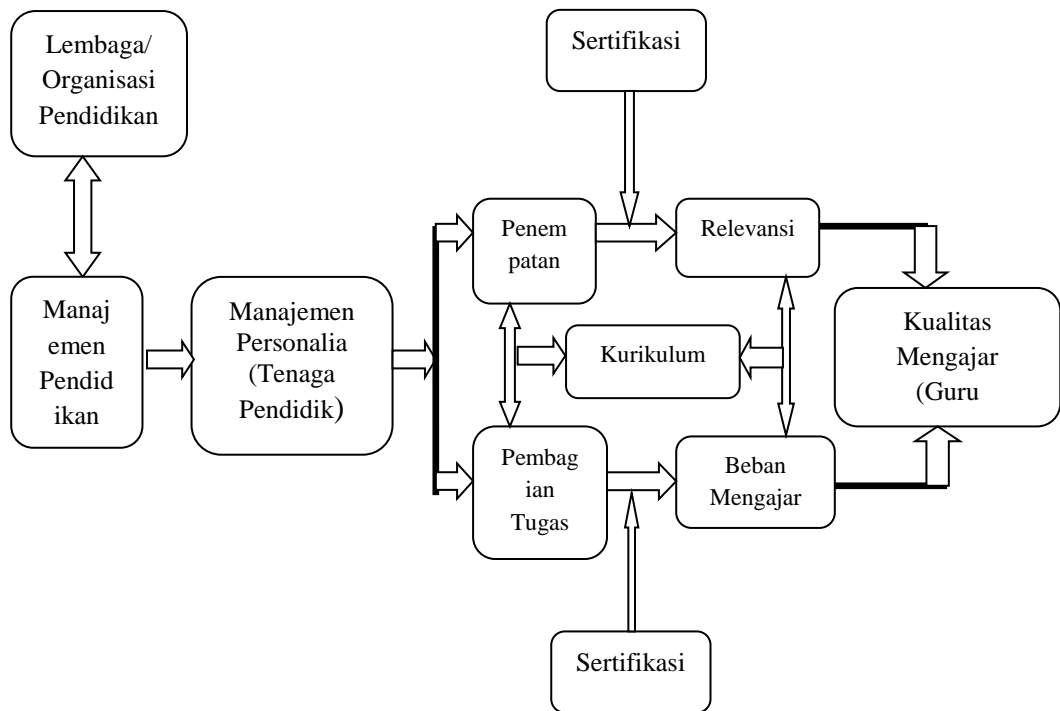 Lembaga/
Organisasi
Pendidikan
Sertifikasi
Manaj
emen
Pendid
ikan
Manajemen
Personalia
(Tenaga
Pendidik)
Penem
patan
Relevansi
Kurikulum
Kualitas
Mengajar
(Guru
Pembag
ian
Tugas
Beban
Mengajar
Sertifikasi